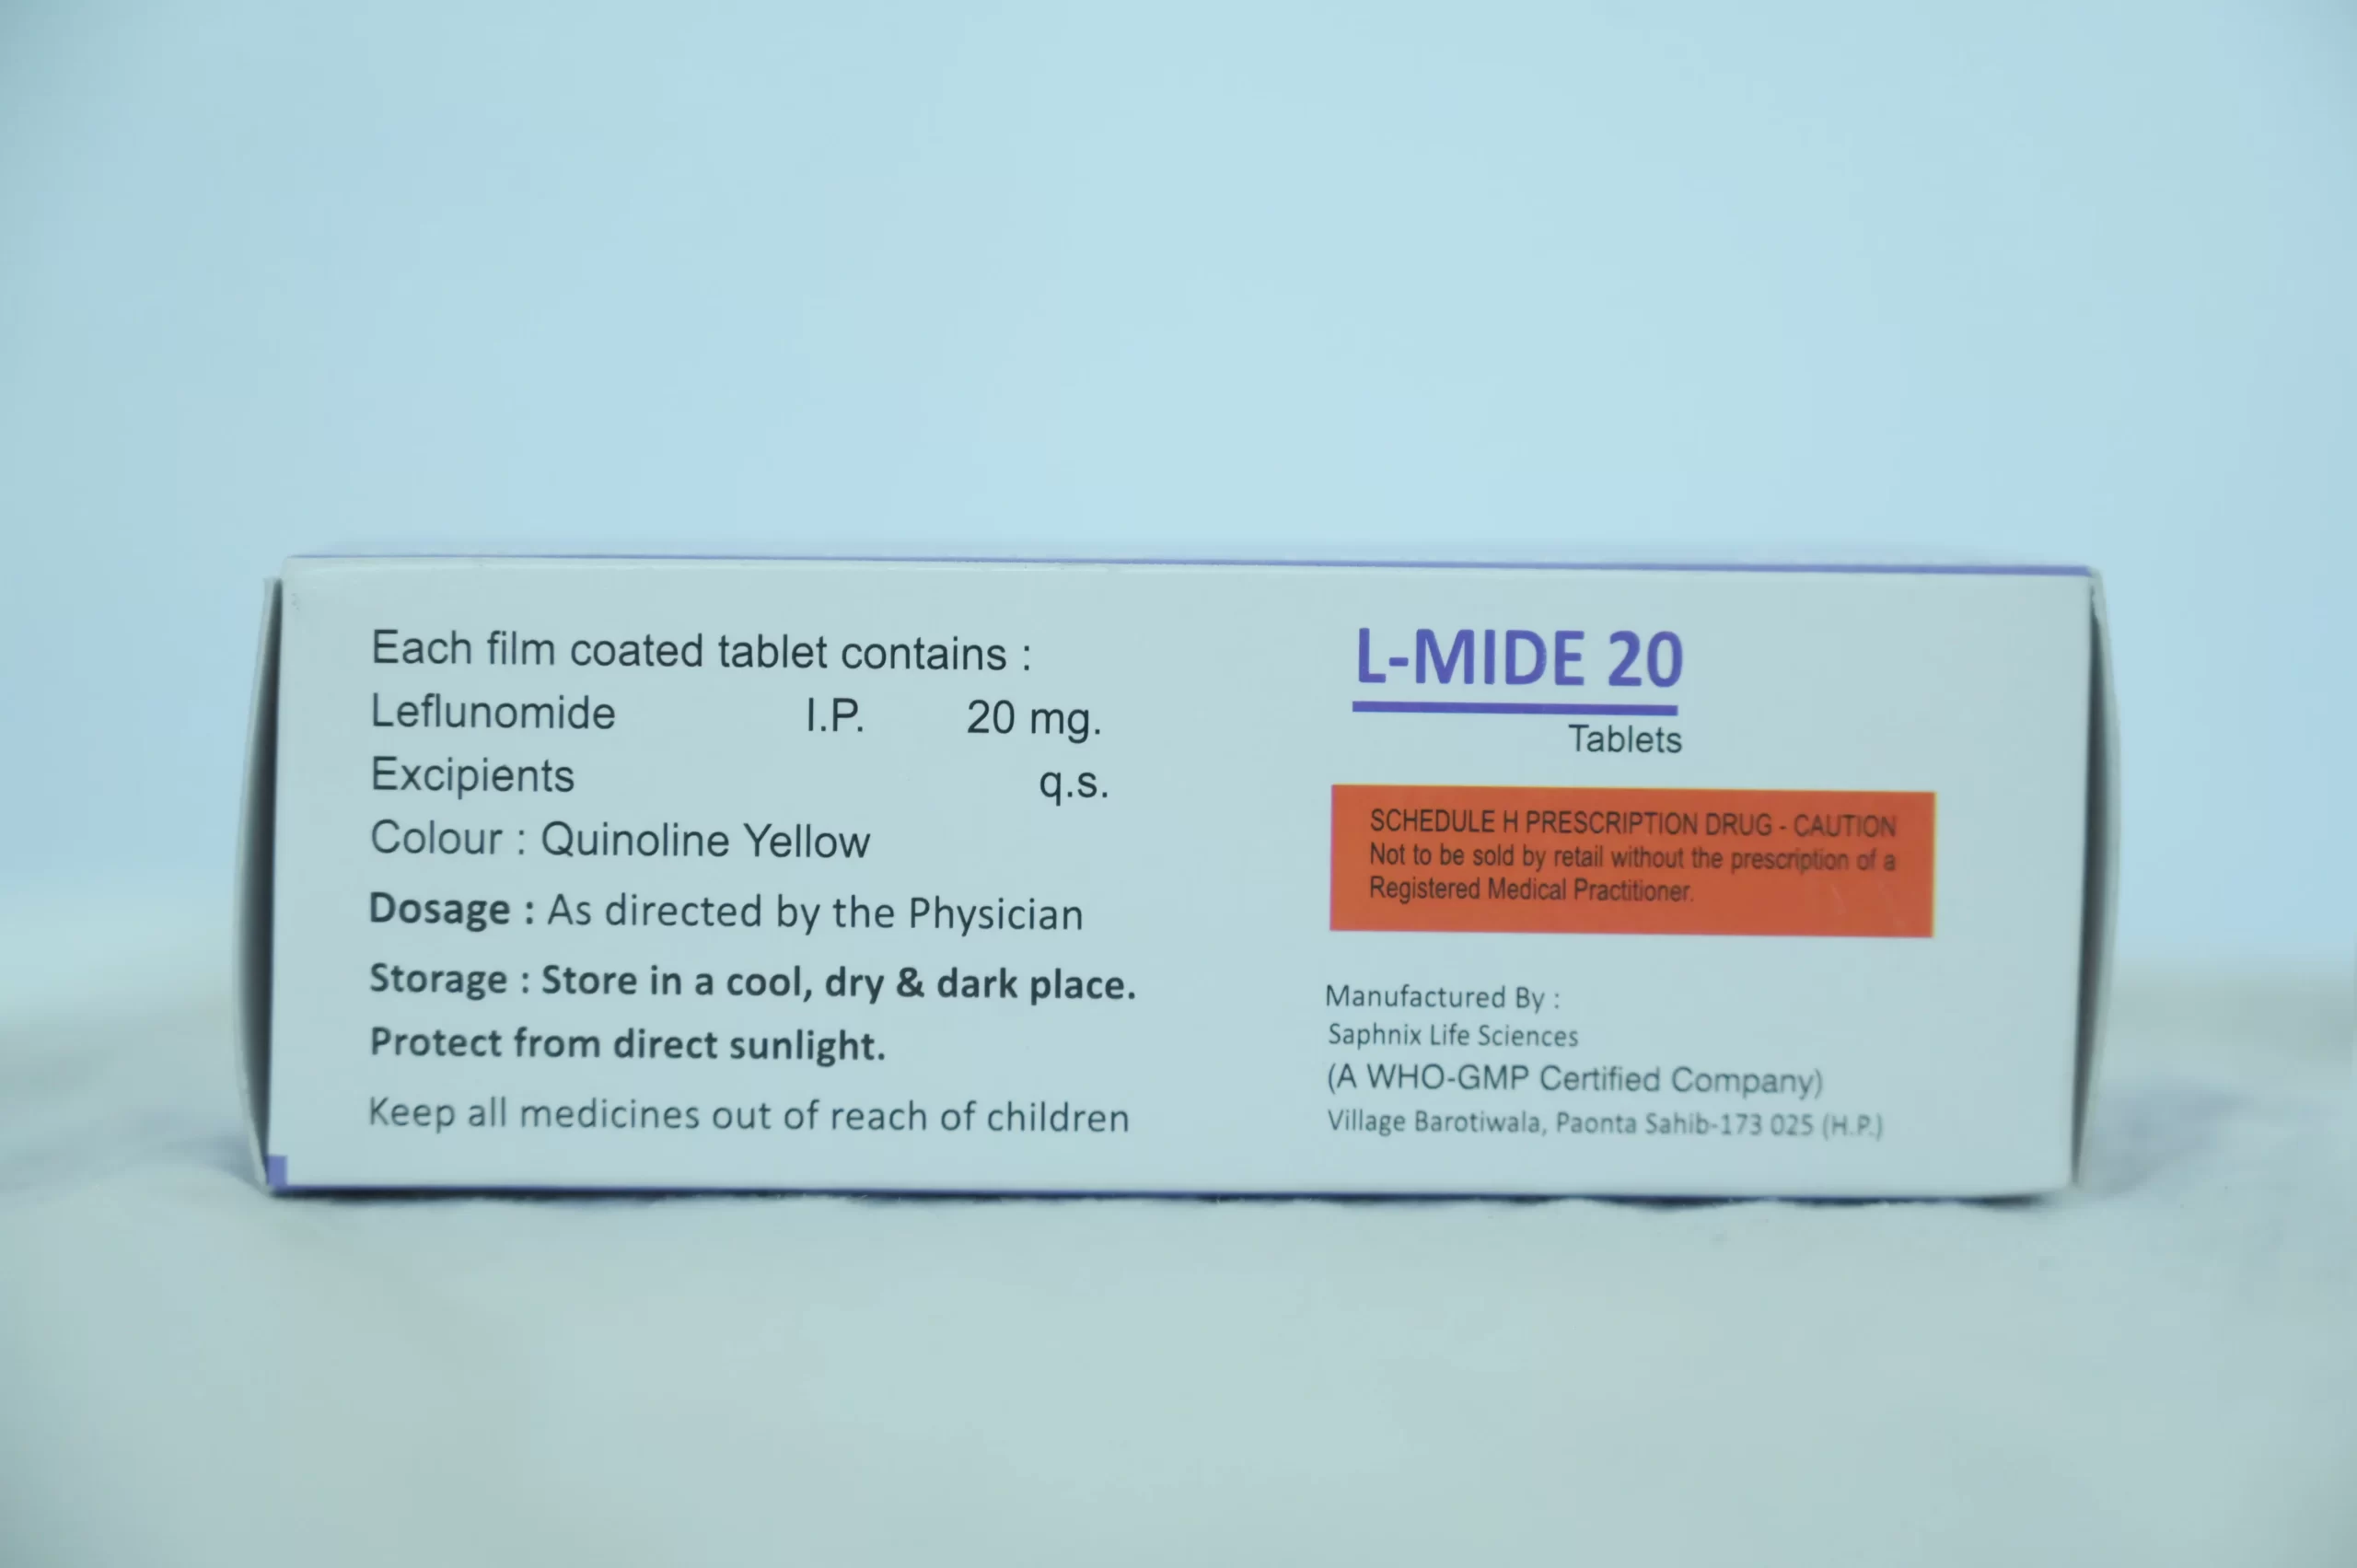 Each film coated tablet contains :
Leflunomide I.P. 20 mg.
Excipients q.s.
Colour : Quinoline Yellow
Dosage : As directed by the Physician
Storage : Store in a cool, dry & dark place.
Protect from direct sunlight.
Keep all medicines out of reach of children
L-MIDE 20
Tablets
SCHEDULE H PRESCRIPTION DRUG - CAUTION
Not to be sold by retail without the prescription of a
Registered Medical Practitioner.
Manufactured By :
Saphnix Life Sciences
(A WHO-GMP Certified Company)
Village Barotiwala, Paonta Sahib-173 025 (H.P.)